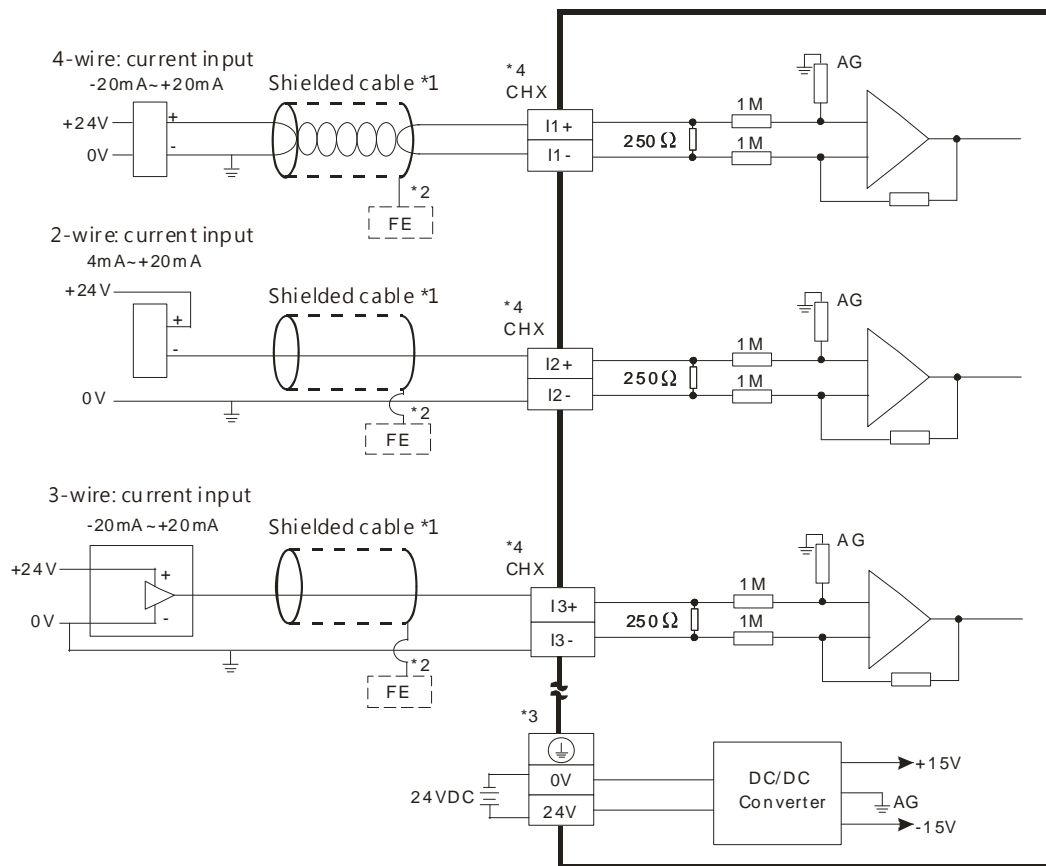 4-wire: current input
-20mA~+20mA
Shielded cable *1
*4
CHX
AG
+24V
+
I1+
1M
250Ω
0V
-
I1-
1M
*2
FE
2-wire: current input
4mA~+20mA
+24V
Shielded cable *1
*4
CHX
AG
+
-
I2+
1M
250Ω
0V
I2-
1M
*2
FE
3-wire: current input
-20mA~+20mA
Shielded cable *1
*4
CHX
AG
+24V
+
I3+
1M
250Ω
0V
-
I3-
1M
*2
FE
*3
24VDC
0V
24V
DC/DC
Converter
+15V
AG
-15V